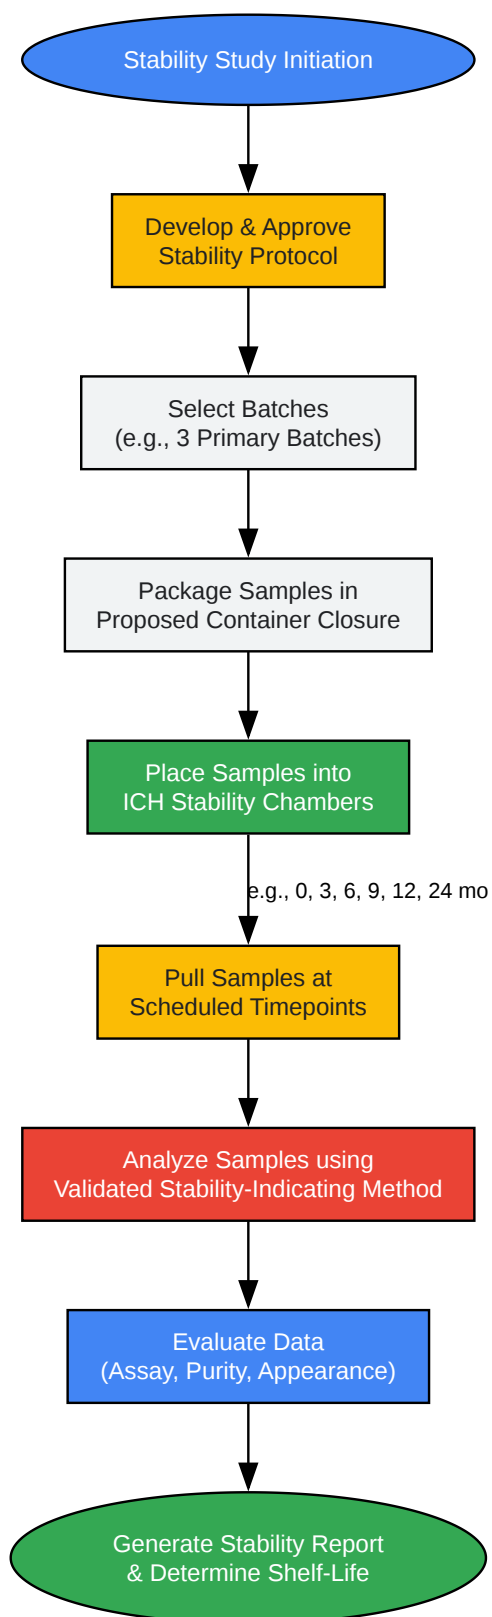 Stability Study Initiation
Develop & Approve
Stability Protocol
Select Batches
(e.g., 3 Primary Batches)
Package Samples in
Proposed Container Closure
Place Samples into
ICH Stability Chambers
e.g., 0, 3, 6, 9, 12, 24 mo
Pull Samples at
Scheduled Timepoints
Analyze Samples using
Validated Stability-Indicating Method
Evaluate Data
(Assay, Purity, Appearance)
Generate Stability Report
& Determine Shelf-Life